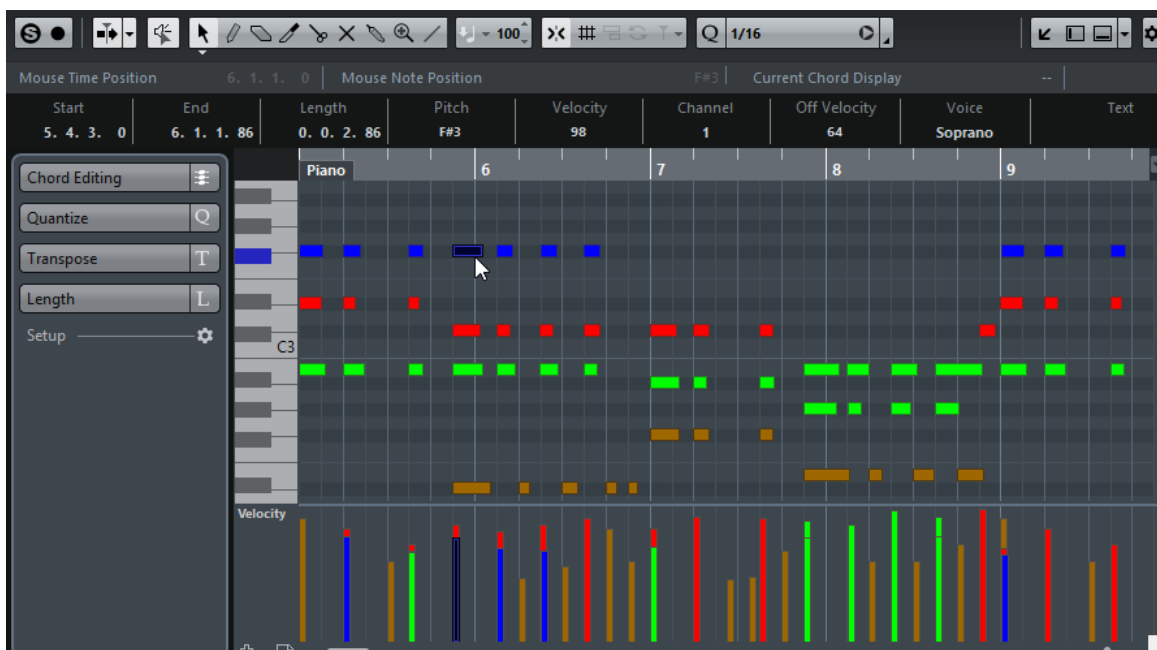 S 100 Q 1/16
Mouse Time Position 6. 1. 1. 0 Mouse Note Position F#3 Current Chord Display --
Start End Length Pitch Velocity Channel Off Velocity Voice Text
5. 4. 3. 0 6. 1. 1. 86 0. 0. 2. 86 F#3 98 1 64 Soprano
Chord Editing
Quantize Q
Transpose T
Length L
Setup
Piano 6 7 8 9
C3
Velocity